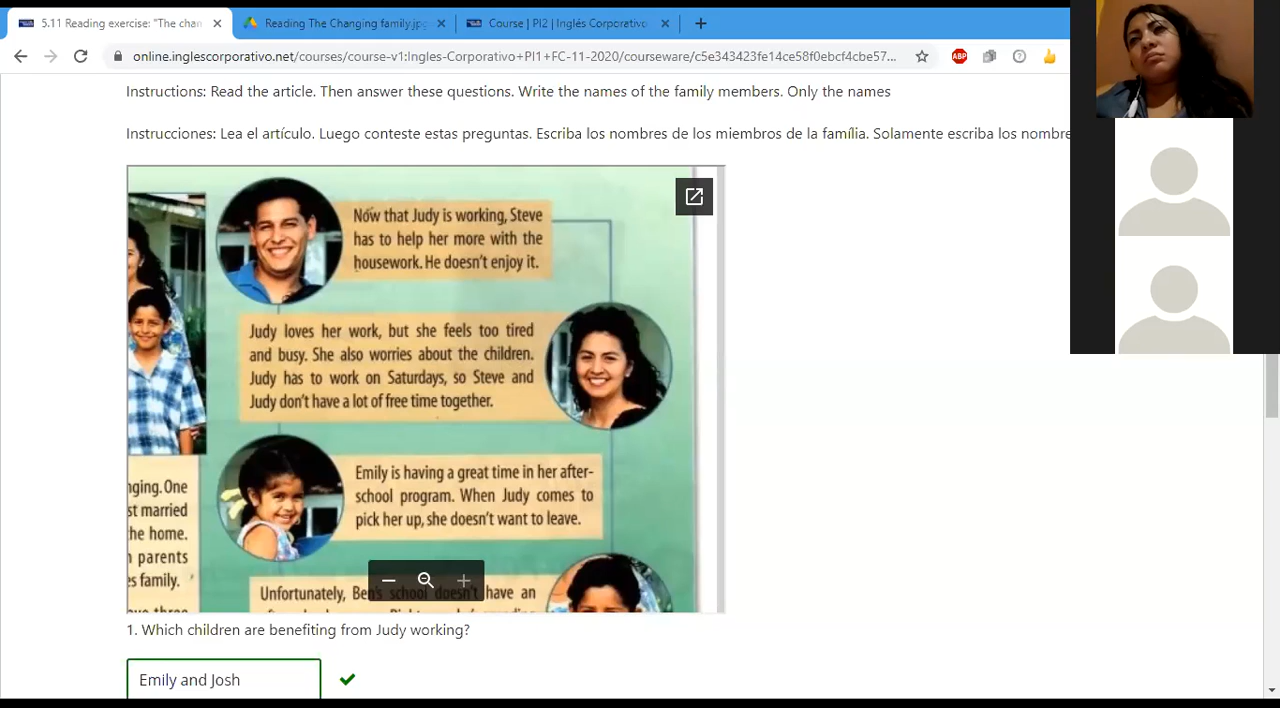 5.11 Reading exercise: "The chan
Reading The Changing family.jpc
Course | PI2 | Inglés Corporativo
online.inglescorporativo.net/courses/course-v1:Ingles-Corporativo+PI1+FC-11-2020/courseware/c5e343423fe14ce58f0ebcf4cbe57...
ABP
Instructions: Read the article. Then answer these questions. Write the names of the family members. Only the names
Instrucciones: Lea el artículo. Luego conteste estas preguntas. Escriba los nombres de los miembros de la família. Solamente escriba los nombre
Now that Judy is working, Steve
has to help her more with the
housework. He doesn't enjoy it.
Judy loves her work, but she feels too tired
and busy. She also worries about the children.
Judy has to work on Saturdays, so Steve and
Judy don't have a lot of free time together.
Emily is having a great time in her after-
school program. When Judy comes to
pick her up, she doesn't want to leave.
nging. One
st married
he home.
n parents
es family.
Unfortunately, Ben's school doesn't have an
1. Which children are benefiting from Judy working?
Emily and Josh